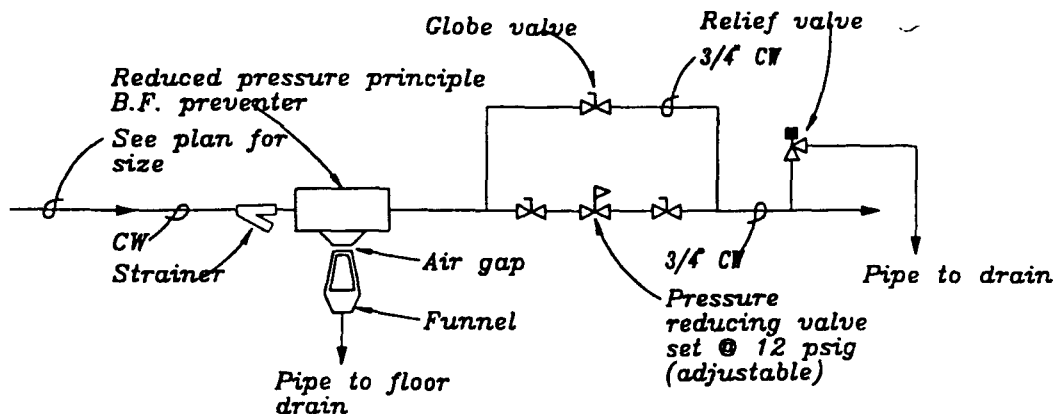 Globe valve
Relief valve
3/4" CW
Reduced pressure principle
B.F. preventer
See plan for
size
CW
Strainer
Air gap
3/4" CW
Pipe to drain
Funnel
Pressure
reducing valve
set @ 12 psig
(adjustable)
Pipe to floor
drain